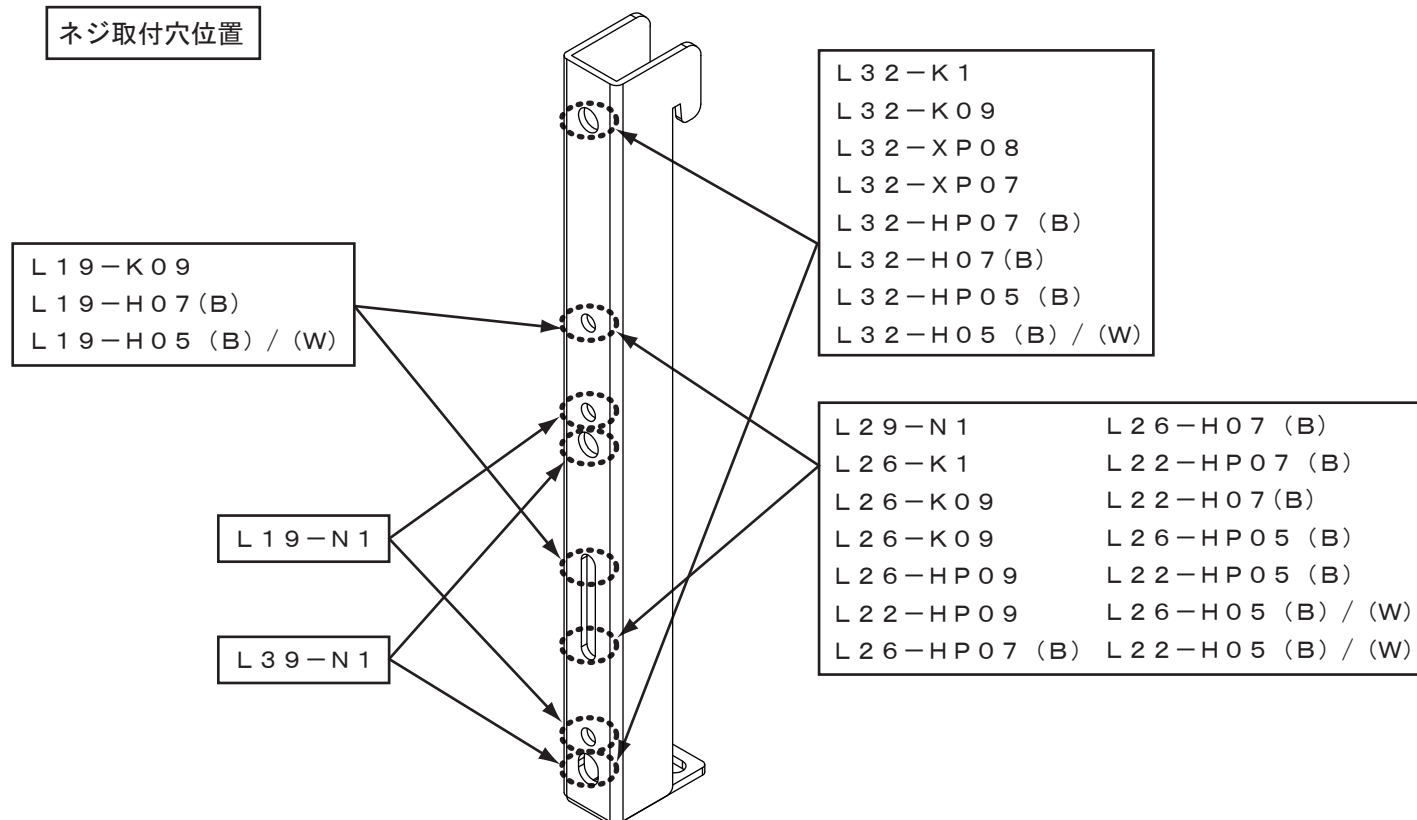 ネジ取付穴位置
L32-K1
L32-K09
L32-XP08
L32-XP07
L32-HP07(B)
L32-H07(B)
L32-HP05(B)
L32-H05(B)/(W)
L19-K09
L19-H07(B)
L19-H05(B)/(W)
L29-N1
L26-K1
L26-K09
L26-K09
L26-HP09
L22-HP09
L26-HP07(B)
L26-H07(B)
L22-HP07(B)
L22-H07(B)
L26-HP05(B)
L22-HP05(B)
L26-H05(B)/(W)
L22-H05(B)/(W)
L19-N1
L39-N1